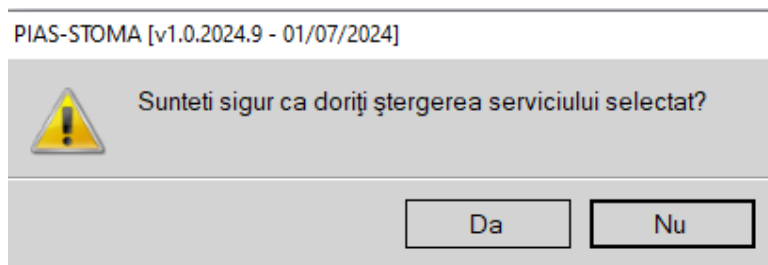 PIAS-STOMA [v1.0.2024.9 - 01/07/2024]
Sunteti sigur ca doriţi ştergerea serviciului selectat?
Da
Nu